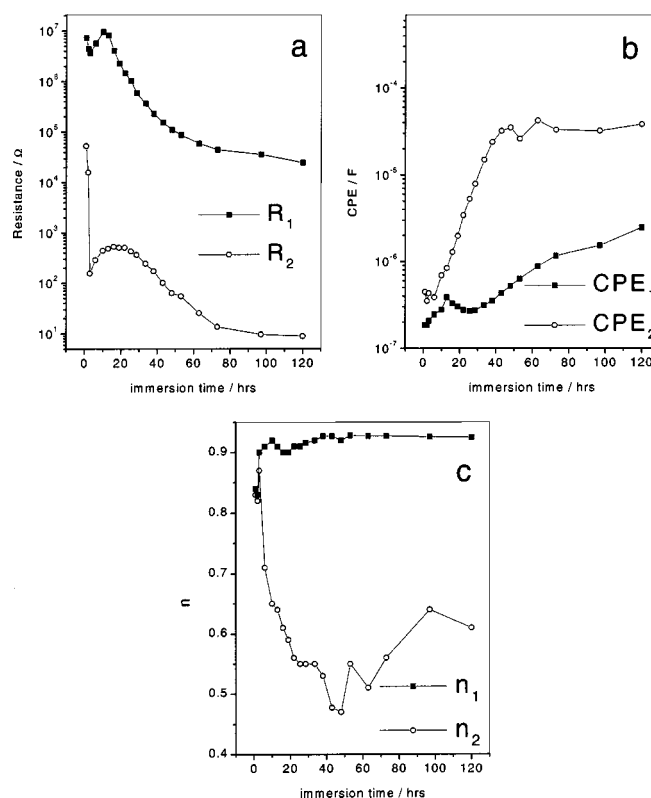 a
Resistance / Ω
10⁷
10⁶
10⁵
10⁴
10³
10²
10¹
R₁
R₂
0 20 40 60 80 100 120
immersion time / hrs
b
CPE / F
10⁻⁴
10⁻⁵
10⁻⁶
10⁻⁷
CPE
CPE₂
0 20 40 60 80 100 120
immersion time / hrs
c
n
0.9
0.8
0.7
0.6
0.5
0.4
n₁
n₂
0 20 40 60 80 100 120
immersion time / hrs